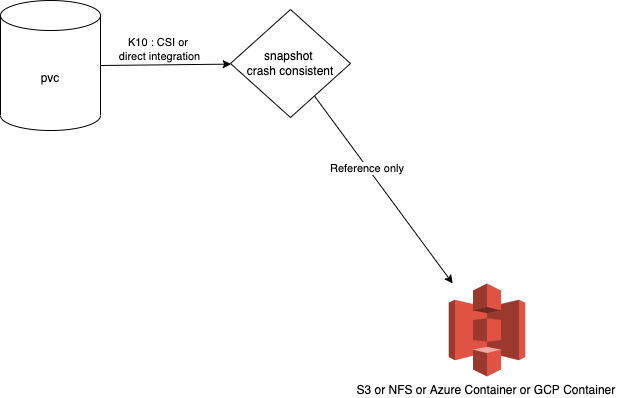 K10 : CSI or
direct integration
pvc
snapshot
crash consistent
Reference only
S3 or NFS or Azure Container or GCP Container